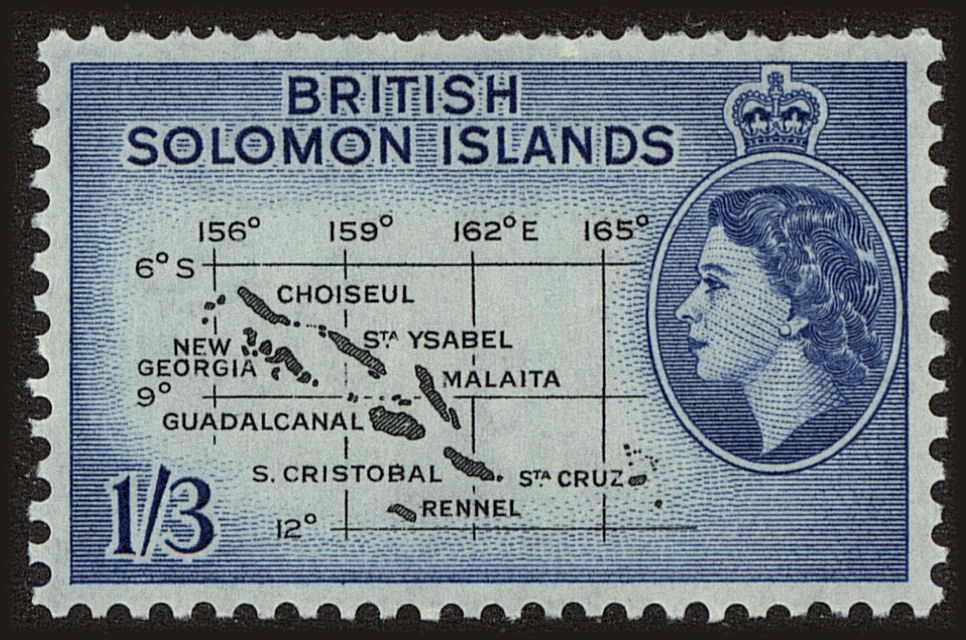 BRITISH
SOLOMON ISLANDS
156° 159° 162° E 165°
6° S
CHOISEUL
STA YSABEL
NEW
GEORGIA
MALAITA
9°
GUADALCANAL
S. CRISTOBAL
STA CRUZ
RENNEL
12°
1/3